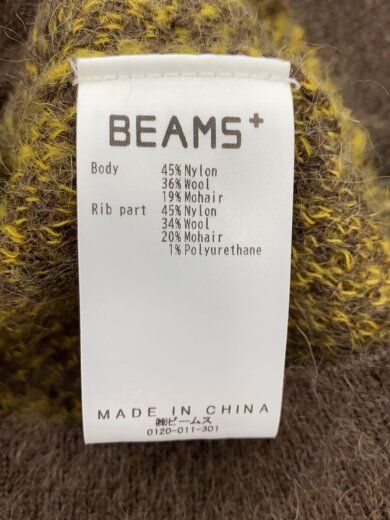 BEAMS+
Body 45% Nylon
36% Wool
19% Mohair
Rib part 45% Nylon
34% Wool
20% Mohair
1% Polyurethane
MADE IN CHINA
㈱ビームス
0120-011-301